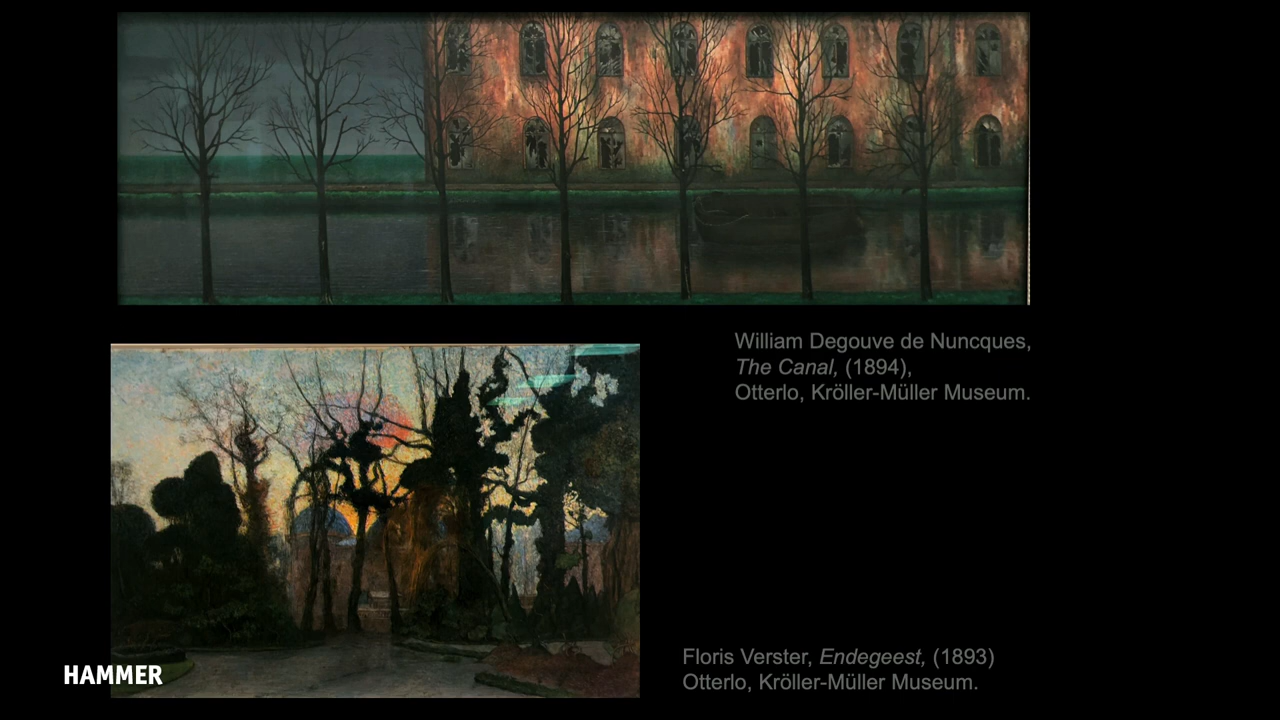 William Degouve de Nuncques,
The Canal, (1894),
Otterlo, Kröller-Müller Museum.
Floris Verster, Endegeest, (1893)
Otterlo, Kröller-Müller Museum.
HAMMER